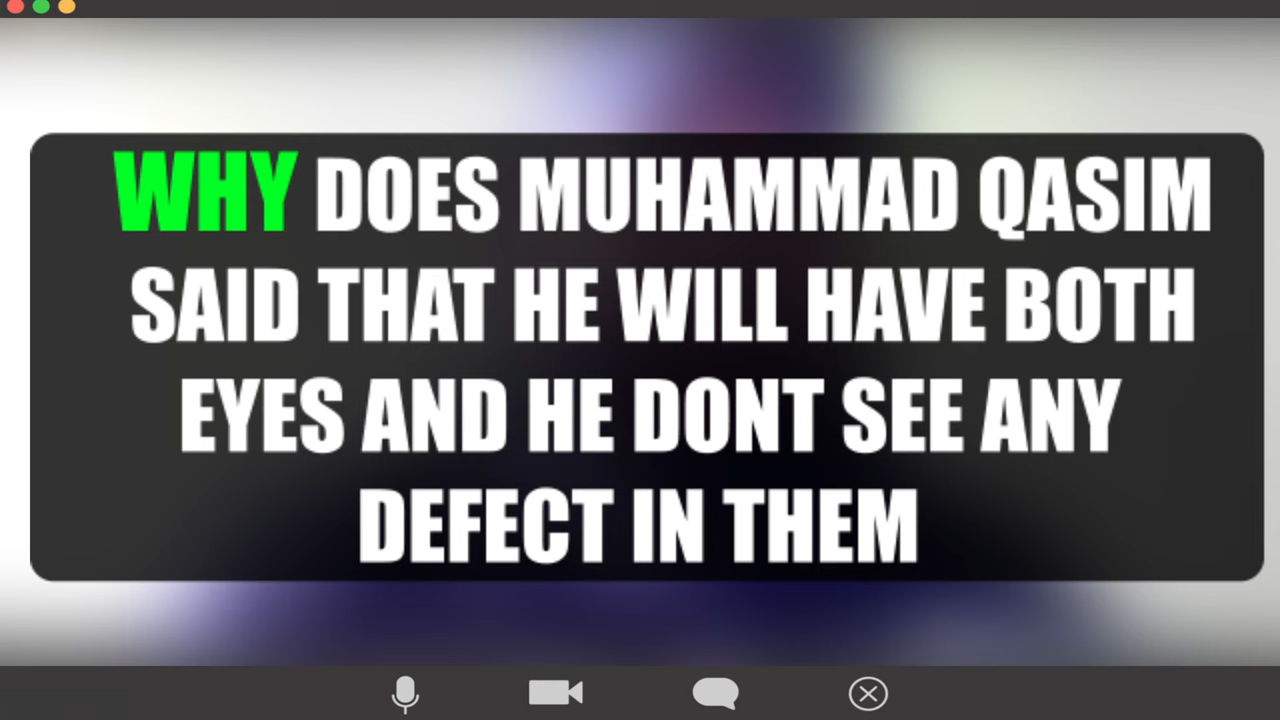 WHY DOES MUHAMMAD QASIM
SAID THAT HE WILL HAVE BOTH
EYES AND HE DONT SEE ANY
DEFECT IN THEM